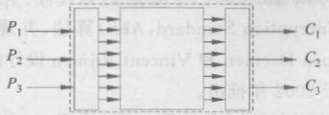 P₁ C₁
P₂ C₂
P₃ C₃